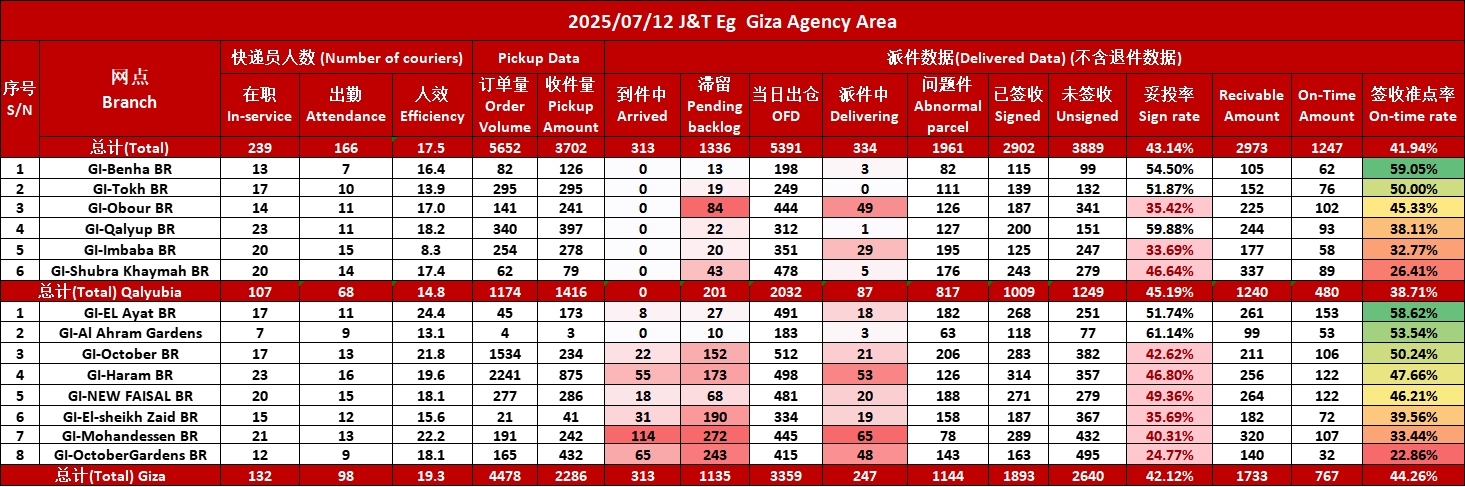 2025/07/12 J&T Eg  Giza Agency Area
序号 S/N 网点 Branch 快递员人数 (Number of couriers) Pickup Data 派件数据(Delivered Data) (不含退件数据)
在职 In-service 出勤 Attendance 人效 Efficiency 订单量 Order Volume 收件量 Pickup Amount 到件中 Arrived 滞留 Pending backlog 当日出仓 OFD 派件中 Delivering 问题件 Abnormal parcel 已签收 Signed 未签收 Unsigned 妥投率 Sign rate Recivable Amount On-Time Amount 签收准点率 On-time rate
总计(Total) 239 166 17.5 5652 3702 313 1336 5391 334 1961 2902 3889 43.14% 2973 1247 41.94%
1 GI-Benha BR 13 7 16.4 82 126 0 13 198 3 82 115 99 54.50% 105 62 59.05%
2 GI-Tokh BR 17 10 13.9 295 295 0 19 249 0 111 139 132 51.87% 152 76 50.00%
3 GI-Obour BR 14 11 17.0 141 241 0 84 444 49 126 187 341 35.42% 225 102 45.33%
4 GI-Qalyup BR 23 11 18.2 340 397 0 22 312 1 127 200 151 59.88% 244 93 38.11%
5 GI-Imbaba BR 20 15 8.3 254 278 0 20 351 29 195 125 247 33.69% 177 58 32.77%
6 GI-Shubra Khaymah BR 20 14 17.4 62 79 0 43 478 5 176 243 279 46.64% 337 89 26.41%
总计(Total) Qalyubia 107 68 14.8 1174 1416 0 201 2032 87 817 1009 1249 45.19% 1240 480 38.71%
1 GI-EL Ayat BR 17 11 24.4 45 173 8 27 491 18 182 268 251 51.74% 261 153 58.62%
2 GI-Al Ahram Gardens 7 9 13.1 4 3 0 10 183 3 63 118 77 61.14% 99 53 53.54%
3 GI-October BR 17 13 21.8 1534 234 22 152 512 21 206 283 382 42.62% 211 106 50.24%
4 GI-Haram BR 23 16 19.6 2241 875 55 173 498 53 126 314 357 46.80% 256 122 47.66%
5 GI-NEW FAISAL BR 20 15 18.1 277 286 18 68 481 20 188 271 279 49.36% 264 122 46.21%
6 GI-El-sheikh Zaid BR 15 12 15.6 21 41 31 190 334 19 158 187 367 35.69% 182 72 39.56%
7 GI-Mohandessen BR 21 13 22.2 191 242 114 272 445 65 78 289 432 40.31% 320 107 33.44%
8 GI-OctoberGardens BR 12 9 18.1 165 432 65 243 415 48 143 163 495 24.77% 140 32 22.86%
总计(Total) Giza 132 98 19.3 4478 2286 313 1135 3359 247 1144 1893 2640 42.12% 1733 767 44.26%